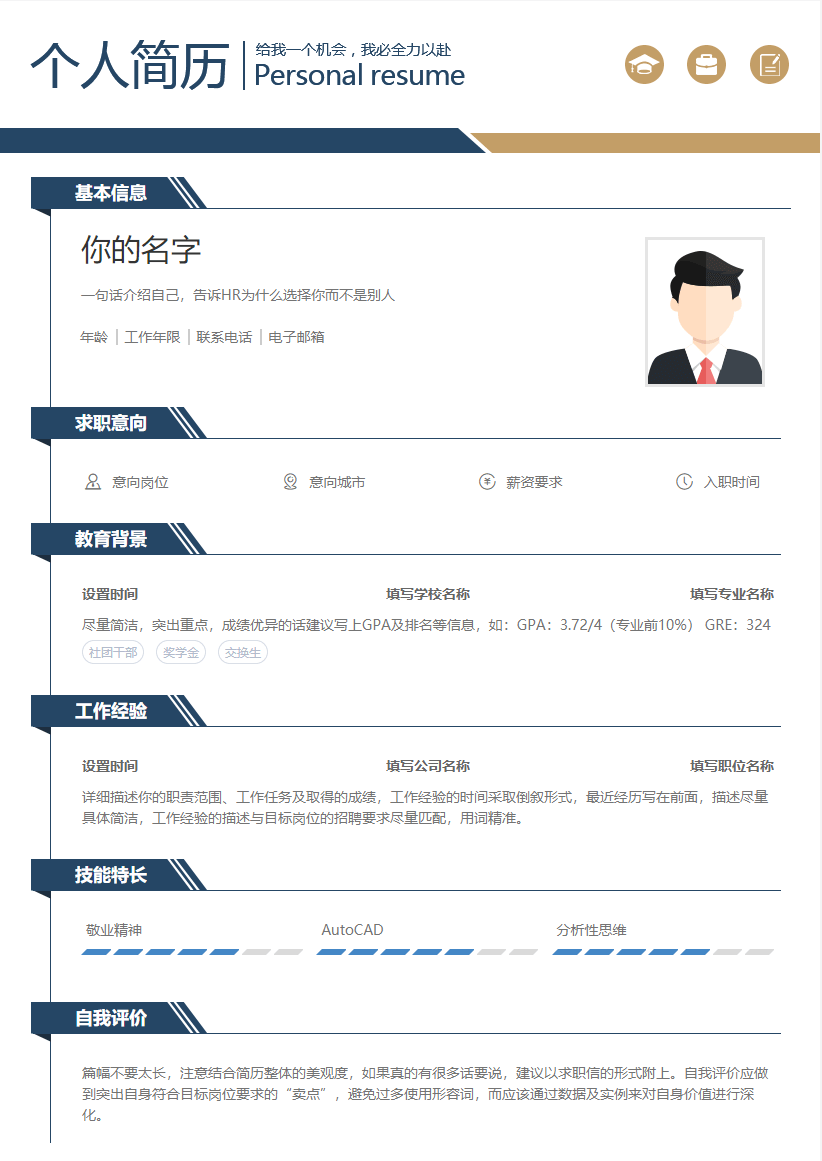 个人简历
给我一个机会，我必全力以赴
Personal resume
基本信息
你的名字
一句话介绍自己，告诉HR为什么选择你而不是别人
年龄 | 工作年限 | 联系电话 | 电子邮箱
求职意向
意向岗位 意向城市 薪资要求 入职时间
教育背景
设置时间 填写学校名称 填写专业名称
尽量简洁，突出重点，成绩优异的话建议写上GPA及排名等信息，如：GPA：3.72/4（专业前10%） GRE：324
社团干部 奖学金 交换生
工作经验
设置时间 填写公司名称 填写职位名称
详细描述你的职责范围、工作任务及取得的成绩，工作经验的时间采取倒叙形式，最近经历写在前面，描述尽量
具体简洁，工作经验的描述与目标岗位的招聘要求尽量匹配，用词精准。
技能特长
敬业精神 AutoCAD 分析性思维
自我评价
篇幅不要太长，注意结合简历整体的美观度，如果真的有很多话要说，建议以求职信的形式附上。自我评价应做
到突出自身符合目标岗位要求的“卖点”，避免过多使用形容词，而应该通过数据及实例来对自身价值进行深
化。